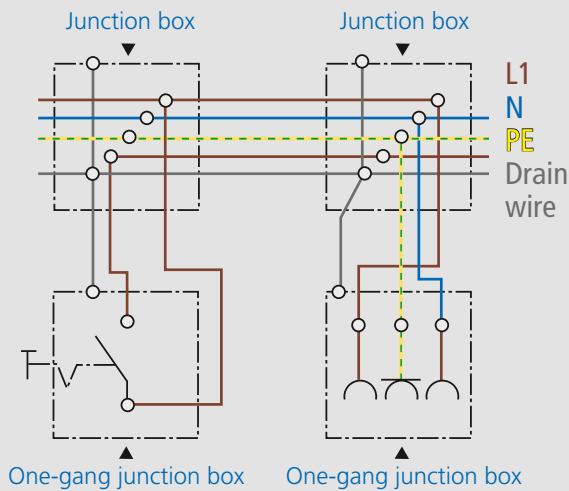 Junction box
Junction box
L1
N
PE
Drain
wire
One-gang junction box
One-gang junction box